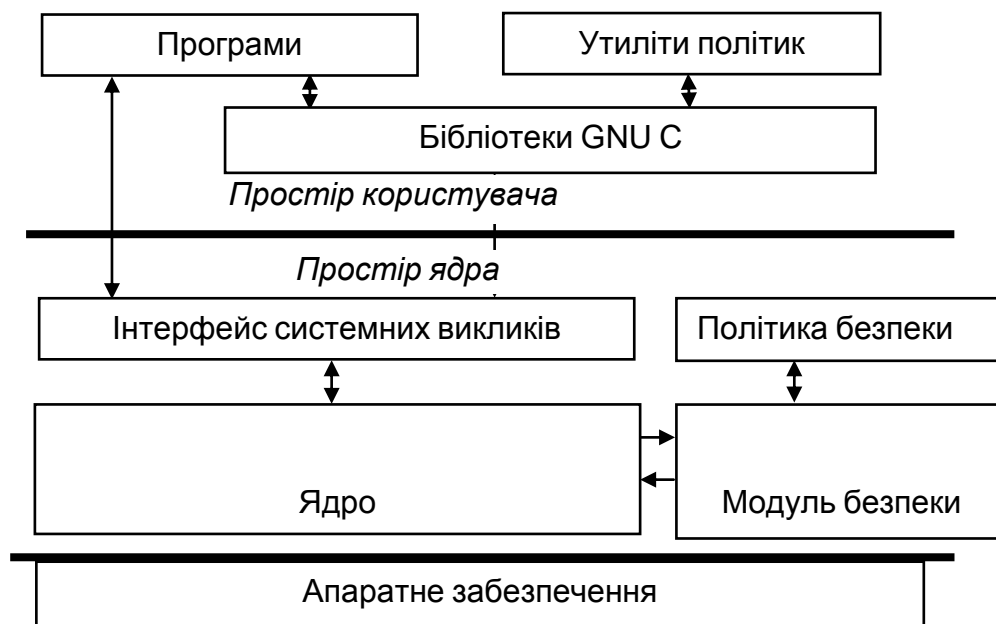 Програми
Утиліти політик
Бібліотеки GNU C
Простір користувача
Простір ядра
Інтерфейс системних викликів
Політика безпеки
Ядро
Модуль безпеки
Апаратне забезпечення